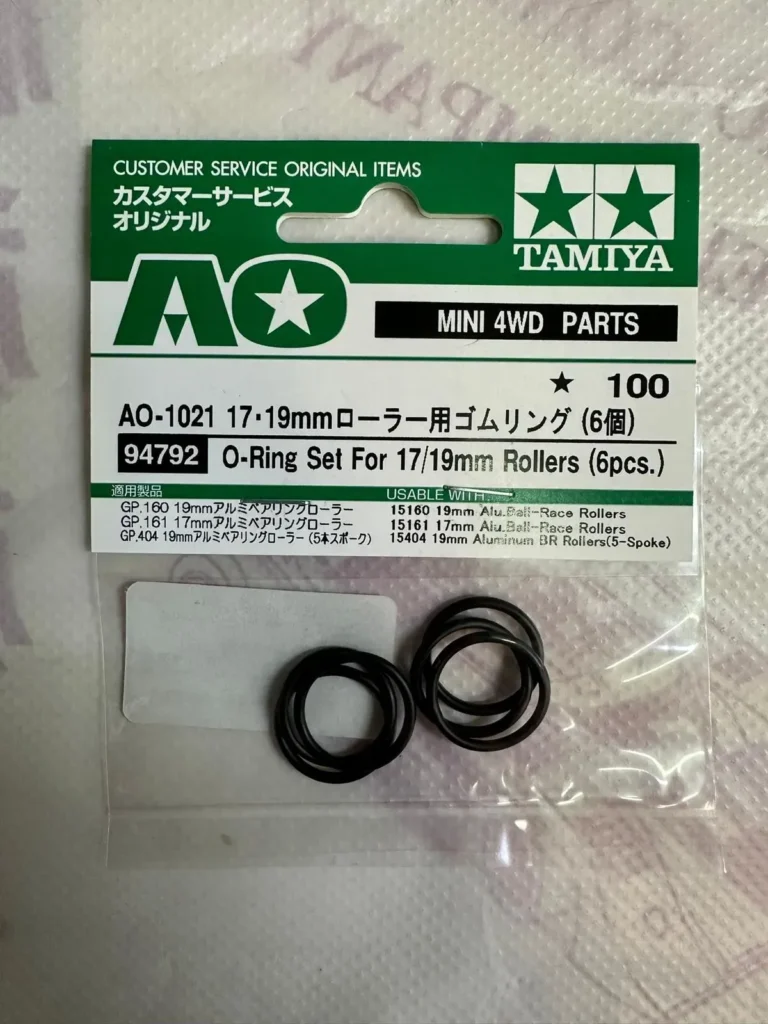 CUSTOMER SERVICE ORIGINAL ITEMS
カスタマーサービス
オリジナル
TAMIYA
AO
MINI 4WD PARTS
★ 100
AO-1021 17・19mmローラー用ゴムリング (6個)
94792 O-Ring Set For 17/19mm Rollers (6pcs.)
適用製品
GP.160 19mmアルミベアリングローラー
GP.161 17mmアルミベアリングローラー
GP.404 19mmアルミベアリングローラー (5本スポーク)
USABLE WITH
15160 19mm Alu.Ball-Race Rollers
15161 17mm Alu.Ball-Race Rollers
15404 19mm Aluminum BR Rollers(5-Spoke)
MPANY